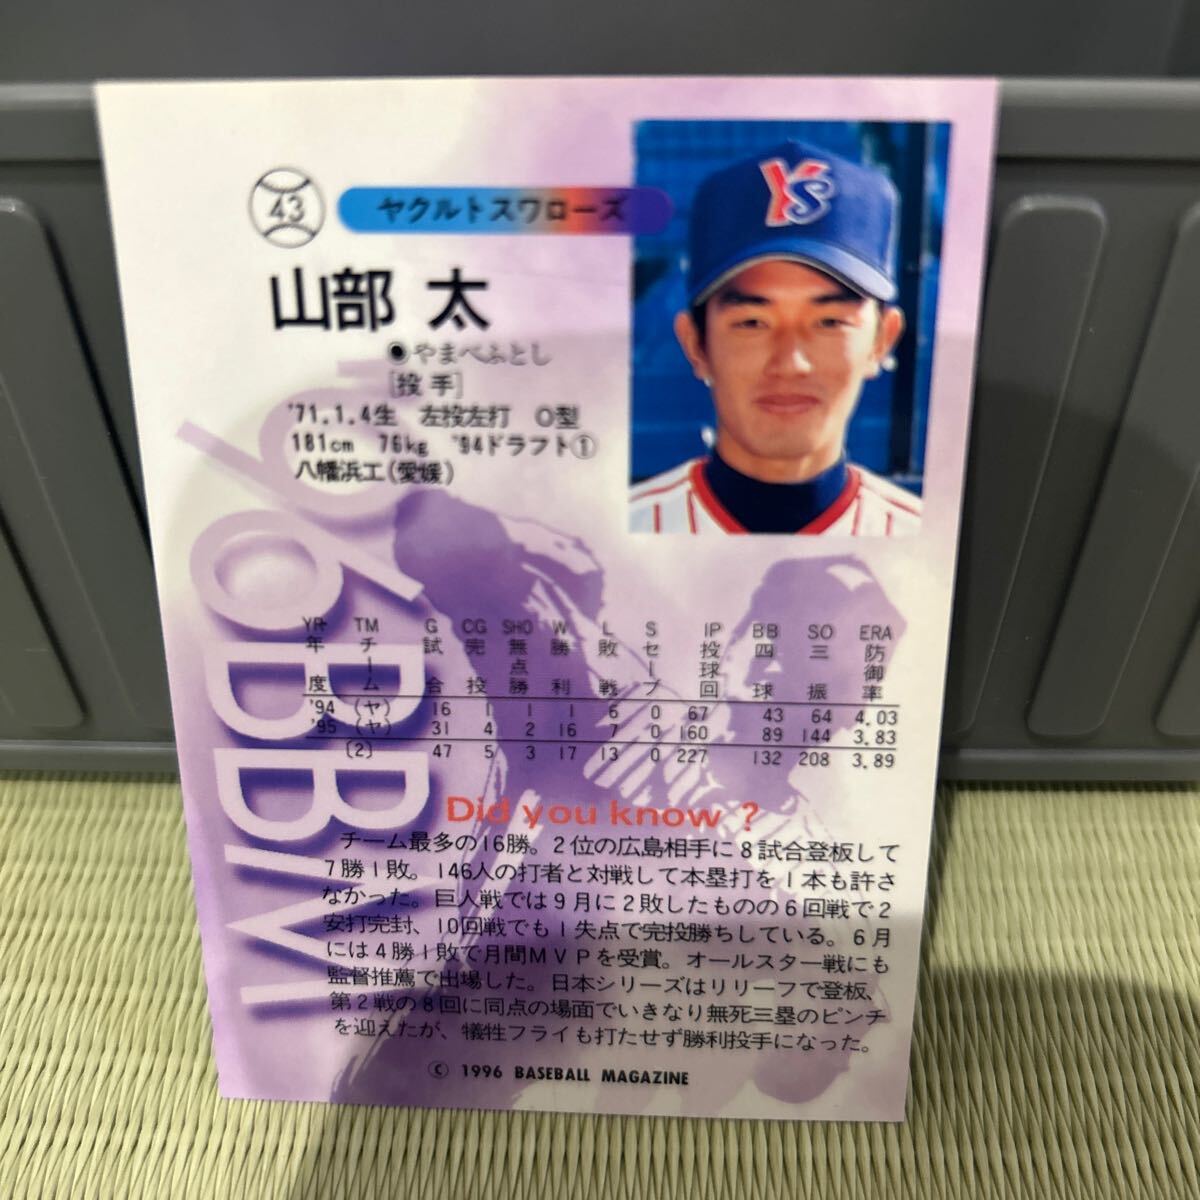 43
ヤクルトスワローズ
YS
山部 太
●やまべふとし
[投 手]
'71.1.4生 左投左打 O型
181cm 76kg '94ドラフト①
八幡浜工(愛媛)
'96 BBM
YR TM G CG SHO W L S IP BB SO ERA
年度 チーム 試合 完投 無点勝 勝利 敗戦 セーブ 投球回 四球 三振 防御率
'94 (ヤ) 16 1 1 1 6 0 67 43 64 4.03
'95 (ヤ) 31 4 2 16 7 0 160 89 144 3.83
〔2〕 47 5 3 17 13 0 227 132 208 3.89
Did you know ?
チーム最多の16勝。2位の広島相手に8試合登板して
7勝1敗。146人の打者と対戦して本塁打を1本も許さ
なかった。巨人戦では9月に2敗したものの6回戦で2
安打完封、10回戦でも1失点で完投勝ちしている。6月
には4勝1敗で月間MVPを受賞。オールスター戦にも
監督推薦で出場した。日本シリーズはリリーフで登板、
第2戦の8回に同点の場面でいきなり無死三塁のピンチ
を迎えたが、犠牲フライも打たせず勝利投手になった。
© 1996 BASEBALL MAGAZINE